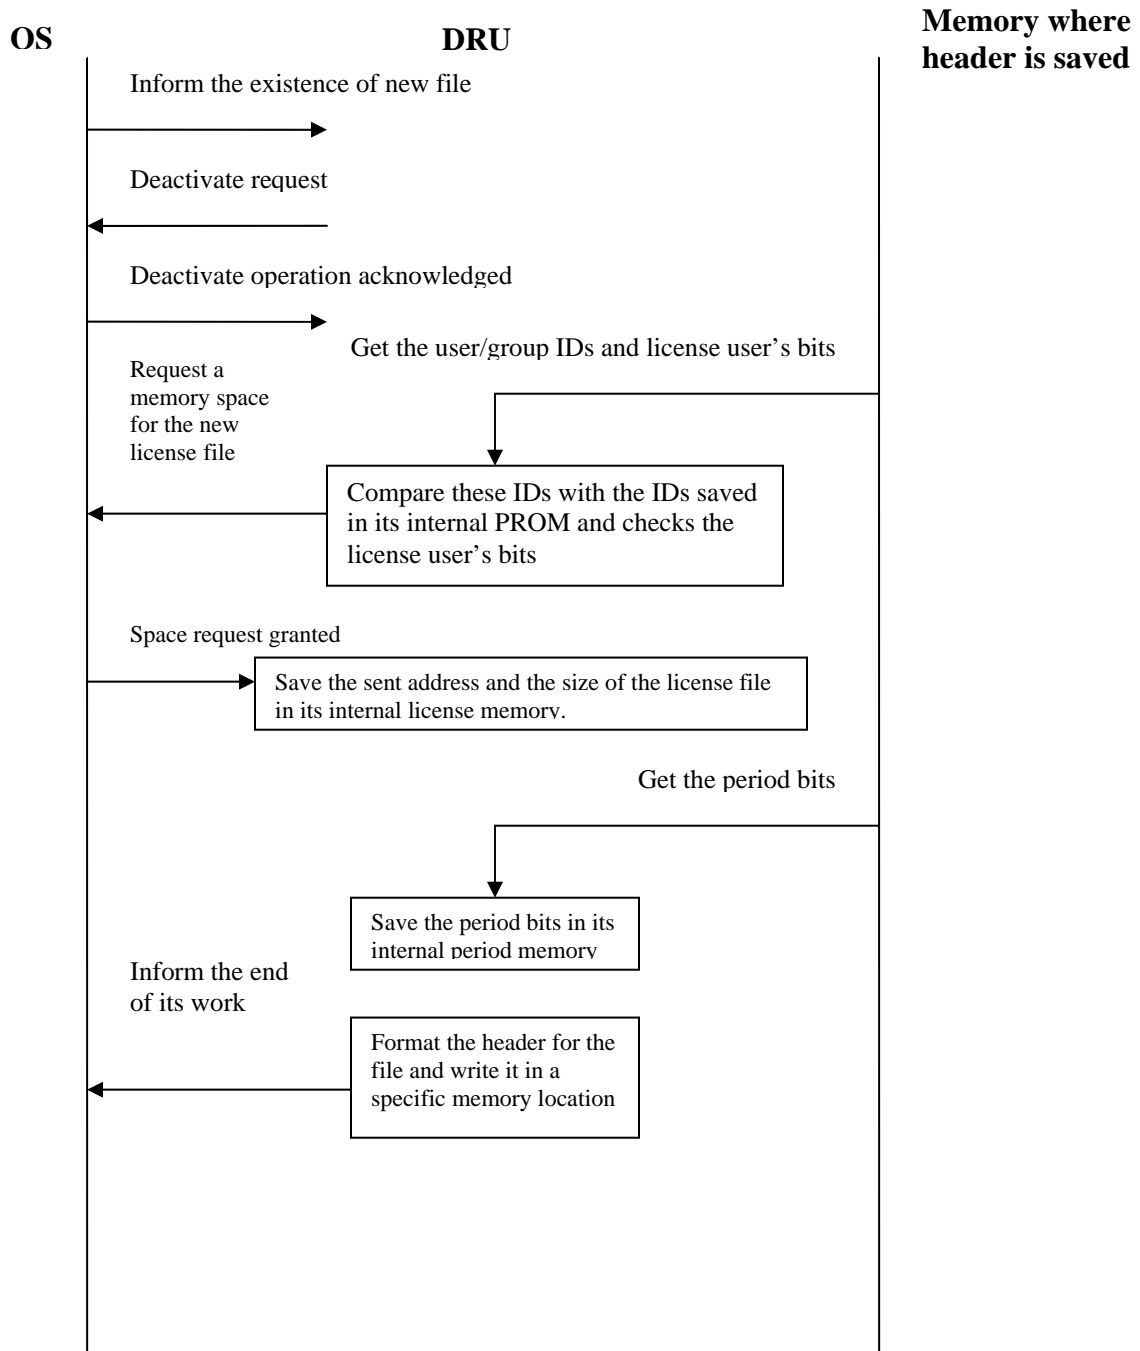 OS
DRU
Memory where
header is saved
Inform the existence of new file
Deactivate request
Deactivate operation acknowledged
Get the user/group IDs and license user's bits
Request a
memory space
for the new
license file
Compare these IDs with the IDs saved
in its internal PROM and checks the
license user's bits
Space request granted
Save the sent address and the size of the license file
in its internal license memory.
Get the period bits
Save the period bits in its
internal period memory
Inform the end
of its work
Format the header for the
file and write it in a
specific memory location